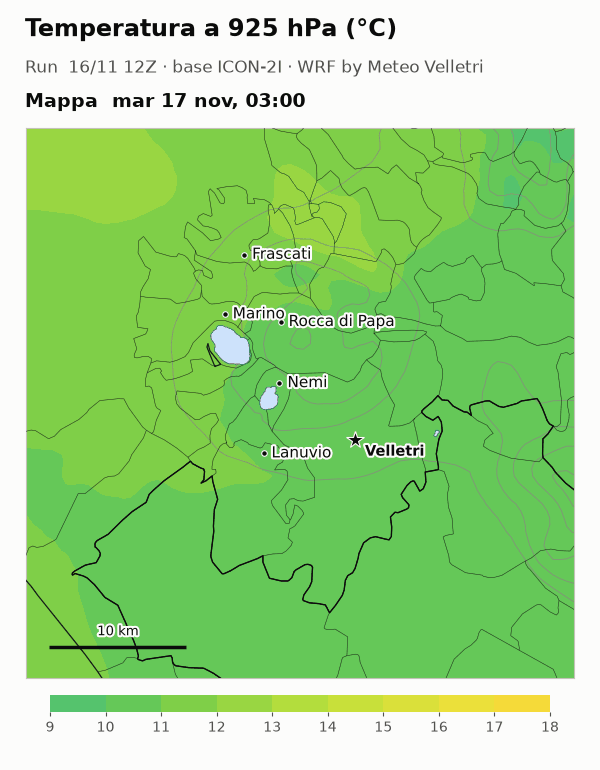 Temperatura a 925 hPa (°C)
Run 16/11 12Z · base ICON-2I · WRF by Meteo Velletri
Mappa mar 17 nov, 03:00
Frascati
Marino
Rocca di Papa
Nemi
Velletri
Lanuvio
10 km
9 10 11 12 13 14 15 16 17 18